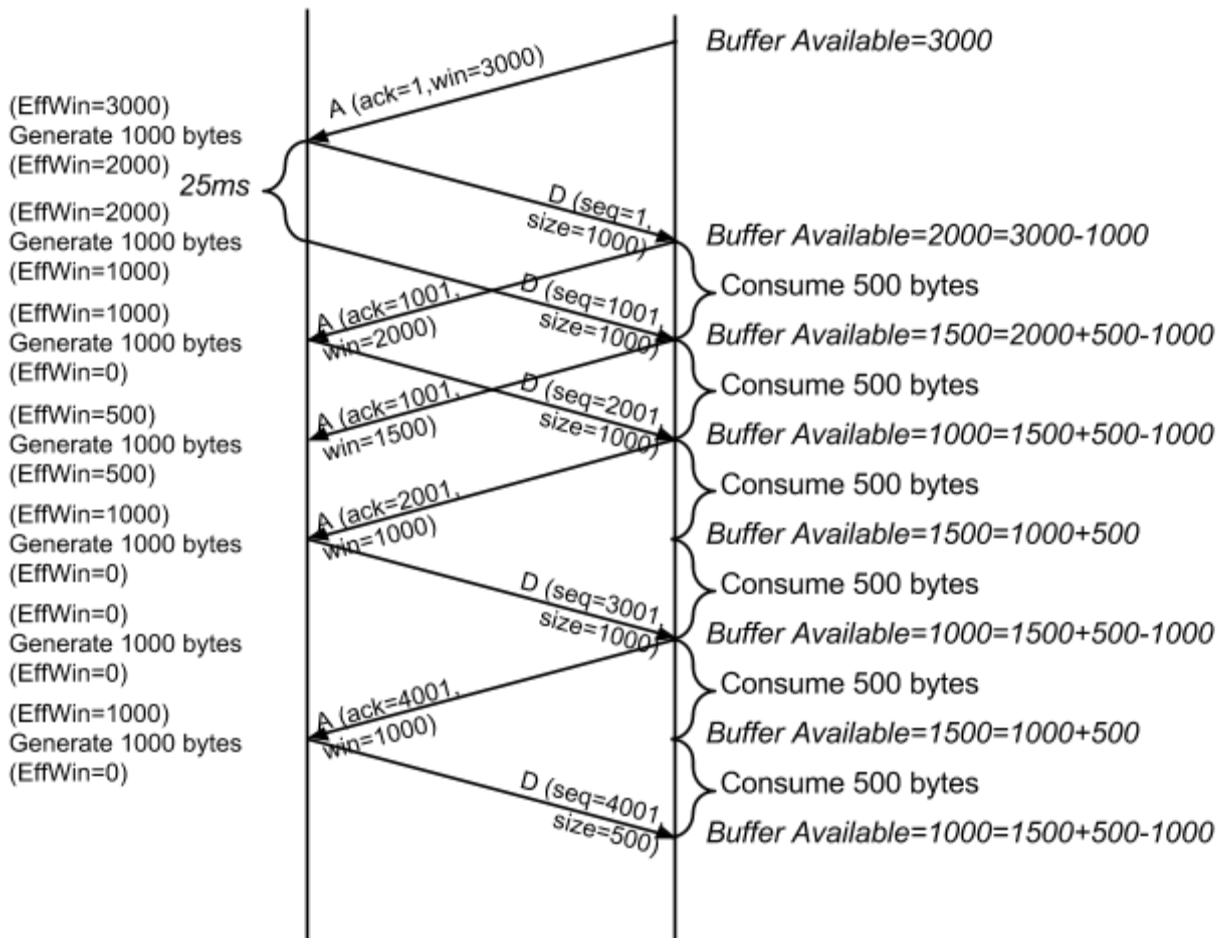 Buffer Available=3000
A (ack=1,win=3000)
(EffWin=3000)
Generate 1000 bytes
(EffWin=2000)
25ms
D (seq=1,
size=1000)
(EffWin=2000)
Generate 1000 bytes
(EffWin=1000)
Buffer Available=2000=3000-1000
Consume 500 bytes
A (ack=1001,
win=2000)
D (seq=1001,
size=1000)
(EffWin=1000)
Generate 1000 bytes
(EffWin=0)
Buffer Available=1500=2000+500-1000
Consume 500 bytes
A (ack=1001,
win=1500)
D (seq=2001,
size=1000)
(EffWin=500)
Generate 1000 bytes
(EffWin=500)
Buffer Available=1000=1500+500-1000
Consume 500 bytes
A (ack=2001,
win=1000)
(EffWin=1000)
Generate 1000 bytes
(EffWin=0)
Buffer Available=1500=1000+500
Consume 500 bytes
D (seq=3001,
size=1000)
(EffWin=0)
Generate 1000 bytes
(EffWin=0)
Buffer Available=1000=1500+500-1000
Consume 500 bytes
A (ack=4001,
win=1000)
(EffWin=1000)
Generate 1000 bytes
(EffWin=0)
Buffer Available=1500=1000+500
Consume 500 bytes
D (seq=4001,
size=500)
Buffer Available=1000=1500+500-1000